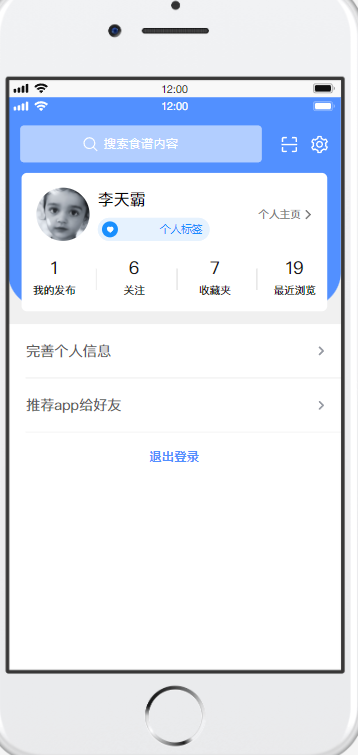 12:00
12:00
搜索食谱内容
李天霸
个人标签
个人主页
1 6 7 19
我的发布 关注 收藏夹 最近浏览
完善个人信息
推荐app给好友
退出登录